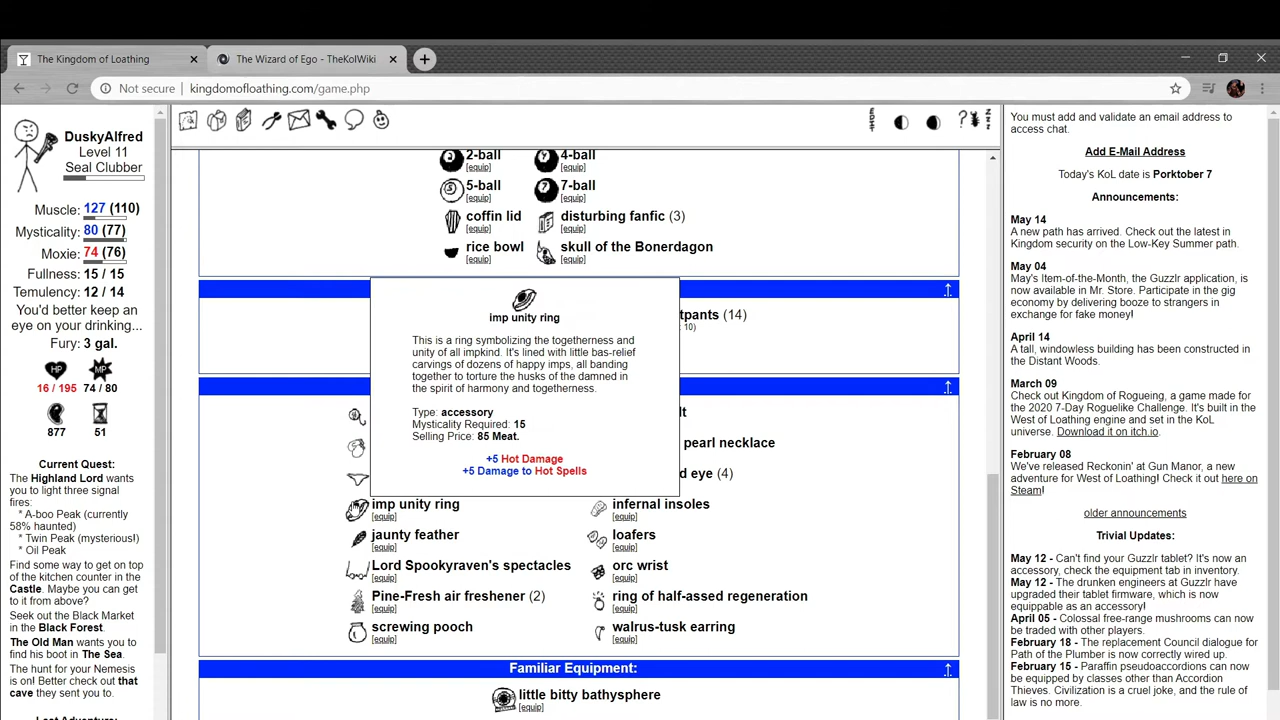 The Kingdom of Loathing
The Wizard of Ego - TheKolWiki
Not secure
kingdomofloathing.com/game.php
DuskyAlfred
Level 11
Seal Clubber
Muscle: 127 (110)
Mysticality: 80 (77)
Moxie: 74 (76)
Fullness: 15 / 15
Temulency: 12 / 14
You'd better keep an
eye on your drinking...
Fury: 3 gal.
HP
MP
16 / 195 74 / 80
877
51
Current Quest:
The Highland Lord wants
you to light three signal
fires:
* A-boo Peak (currently
58% haunted)
* Twin Peak (mysterious!)
* Oil Peak
Find some way to get on top
of the kitchen counter in the
Castle. Maybe you can get
to it from above?
Seek out the Black Market
in the Black Forest.
The Old Man wants you to
find his boot in The Sea.
The hunt for your Nemesis
is on! Better check out that
cave they sent you to.
Last Adventure:
2-ball
[equip]
4-ball
[equip]
5-ball
[equip]
7-ball
[equip]
coffin lid
[equip]
disturbing fanfic (3)
[equip]
rice bowl
[equip]
skull of the Bonerdagon
[equip]
tpants (14)
: 10)
imp unity ring
This is a ring symbolizing the togetherness and
unity of all impkind. It's lined with little bas-relief
carvings of dozens of happy imps, all banding
together to torture the husks of the damned in
the spirit of harmony and togetherness.
Type: accessory
Mysticality Required: 15
Selling Price: 85 Meat.
+5 Hot Damage
+5 Damage to Hot Spells
lt
pearl necklace
d eye (4)
imp unity ring
[equip]
infernal insoles
[equip]
jaunty feather
[equip]
loafers
[equip]
Lord Spookyraven's spectacles
[equip]
orc wrist
[equip]
Pine-Fresh air freshener (2)
[equip]
ring of half-assed regeneration
[equip]
screwing pooch
[equip]
walrus-tusk earring
[equip]
Familiar Equipment:
little bitty bathysphere
[equip]
You must add and validate an email address to
access chat.
Add E-Mail Address
Today's KoL date is Porktober 7
Announcements:
May 14
A new path has arrived. Check out the latest in
Kingdom security on the Low-Key Summer path.
May 04
May's Item-of-the-Month, the Guzzlr application, is
now available in Mr. Store. Participate in the gig
economy by delivering booze to strangers in
exchange for fake money!
April 14
A tall, windowless building has been constructed in
the Distant Woods.
March 09
Check out Kingdom of Rogueing, a game made for
the 2020 7-Day Roguelike Challenge. It's built in the
West of Loathing engine and set in the KoL
universe. Download it on itch.io.
February 08
We've released Reckonin' at Gun Manor, a new
adventure for West of Loathing! Check it out here on
Steam!
older announcements
Trivial Updates:
May 12 - Can't find your Guzzlr tablet? It's now an
accessory, check the equipment tab in inventory.
May 12 - The drunken engineers at Guzzlr have
upgraded their tablet firmware, which is now
equippable as an accessory!
April 05 - Colossal free-range mushrooms can now
be traded with other players.
February 18 - The replacement Council dialogue for
Path of the Plumber is now correctly wired up.
February 15 - Paraffin pseudoaccordions can now
be equipped by classes other than Accordion
Thieves. Civilization is a cruel joke, and the rule of
law is no more.